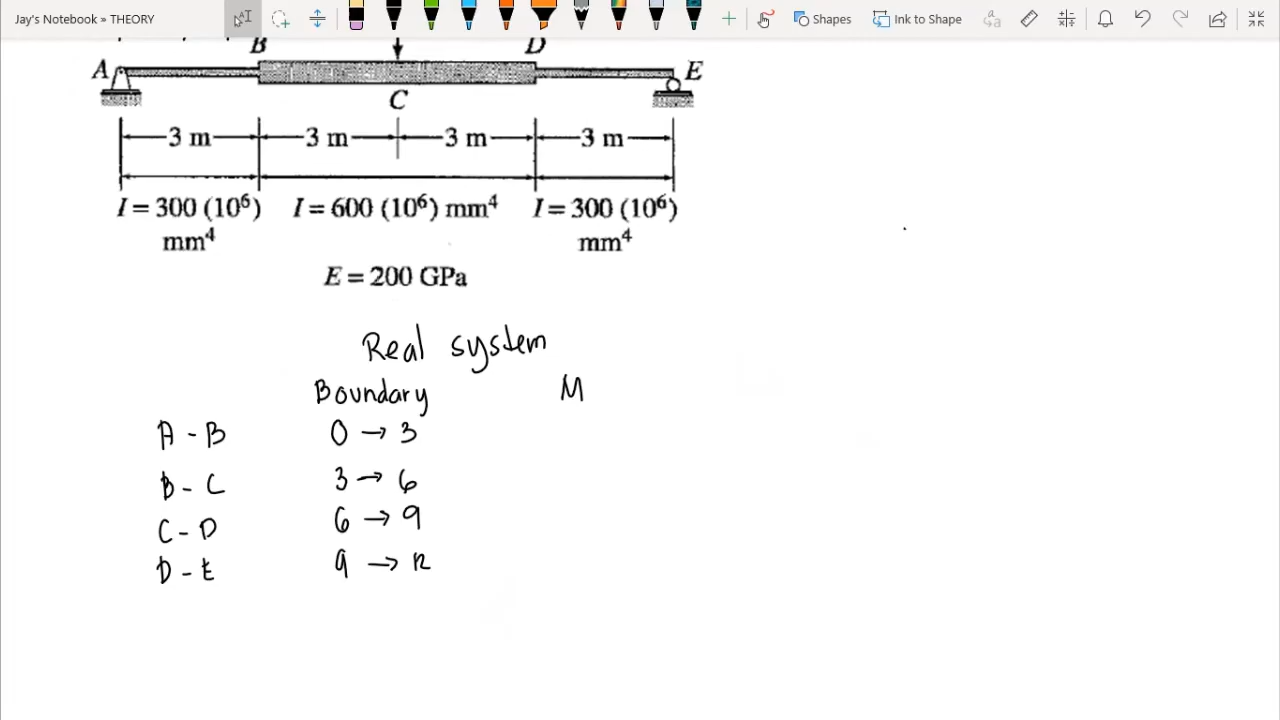 Jay's Notebook » THEORY
Shapes
Ink to Shape
B
D
A
E
C
3 m 3 m 3 m 3 m
I = 300 (10⁶) I = 600 (10⁶) mm⁴ I = 300 (10⁶)
mm⁴ mm⁴
E = 200 GPa
Real system
Boundary M
A - B 0 → 3
B - C 3 → 6
C - D 6 → 9
D - E 9 → 12